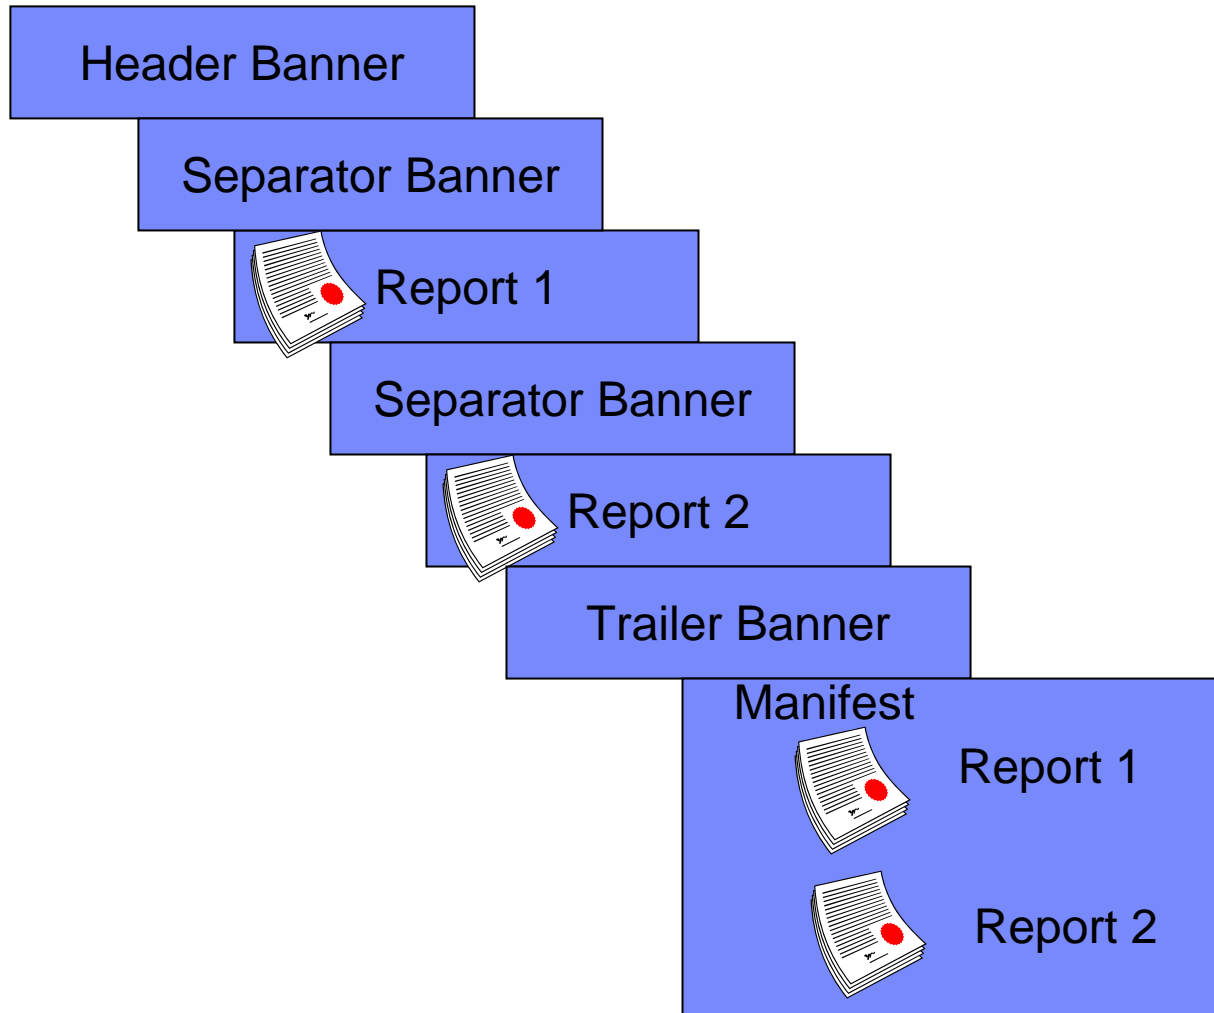 Header Banner
Separator Banner
Report 1
Separator Banner
Report 2
Trailer Banner
Manifest
Report 1
Report 2